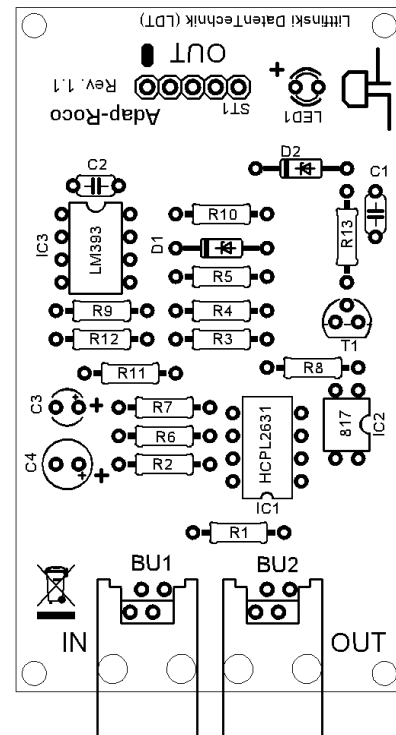 Littfinski DatenTechnik (LDT)
OUT
Rev. 1.1
ST1
LED1
Adap-Roco
D2
C2
C1
IC3
LM393
R10
D1
R13
R5
R9
R4
R12
R3
T1
R11
R8
C3
R7
817
IC2
R6
HCPL2631
C4
R2
IC1
R1
BU1
BU2
IN
OUT